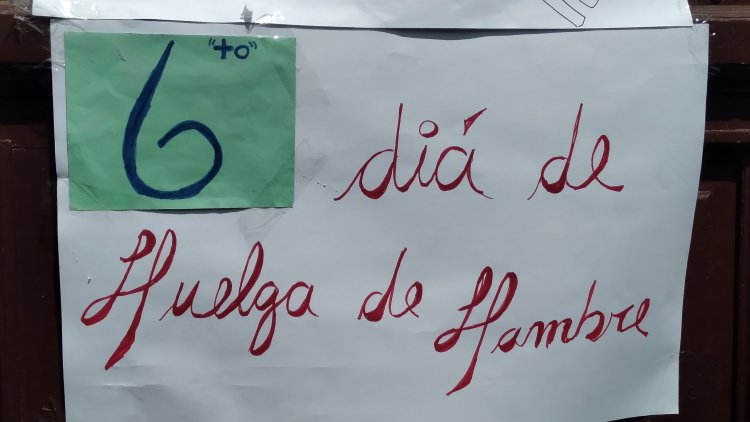 6 "to" diá de
Huelga de Hambre